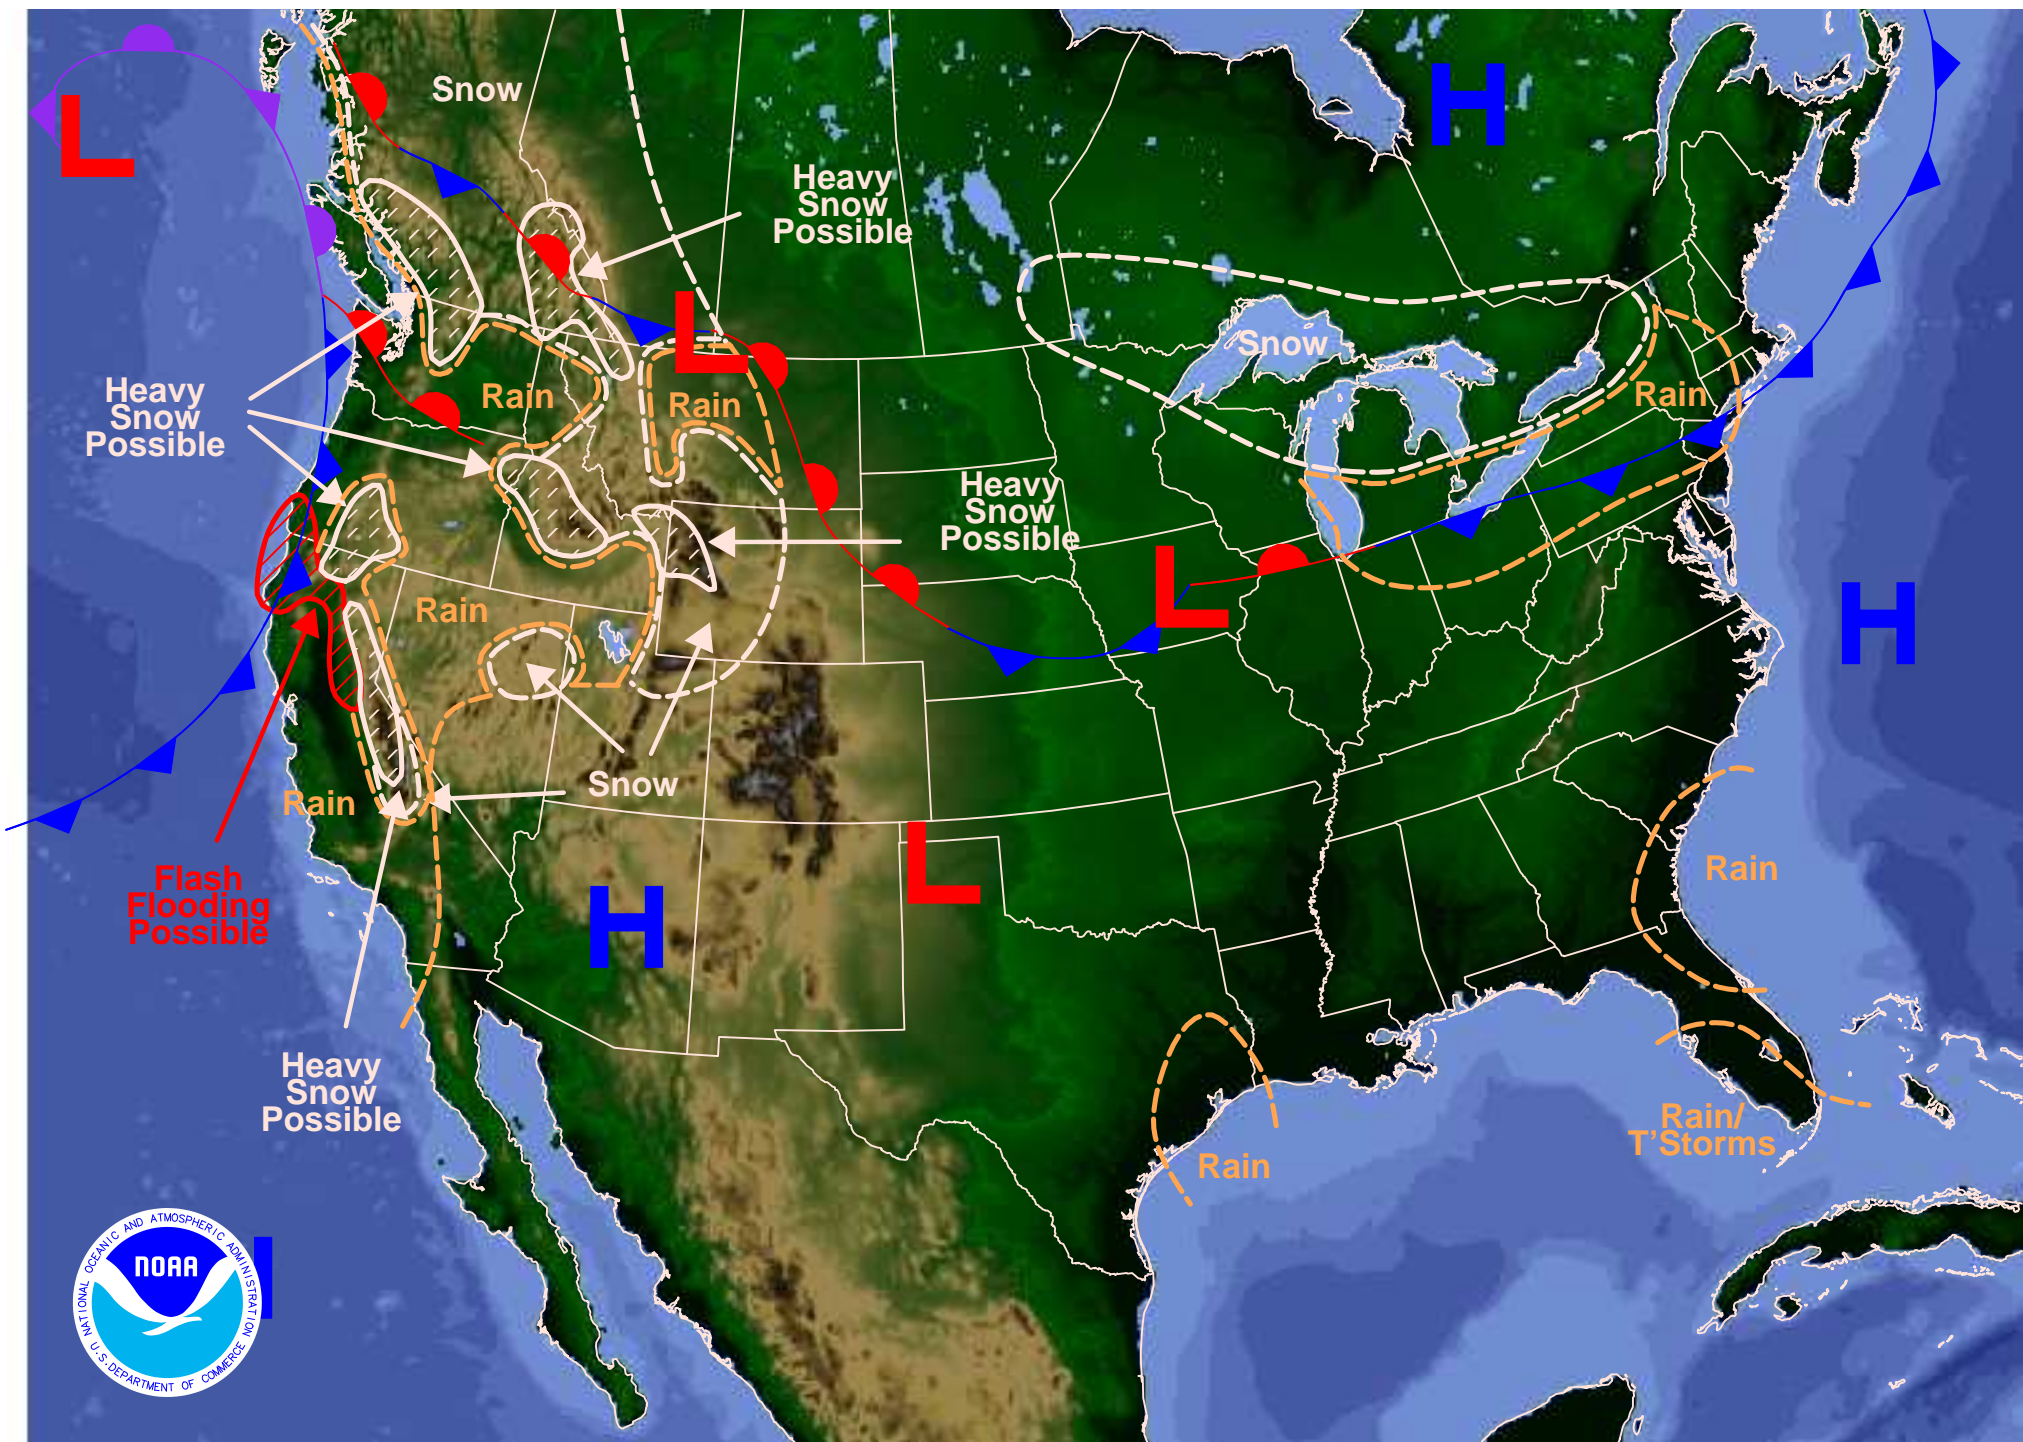 Snow
H
L
Heavy
Snow
Possible
L
Snow
Heavy
Snow
Possible
Rain
Rain
Rain
Heavy
Snow
Possible
L
Rain
H
Snow
Rain
L
Rain
Flash
Flooding
Possible
H
Heavy
Snow
Possible
Rain
Rain/
T'Storms
Rain
NATIONAL OCEANIC AND ATMOSPHERIC ADMINISTRATION
NOAA
U.S. DEPARTMENT OF COMMERCE